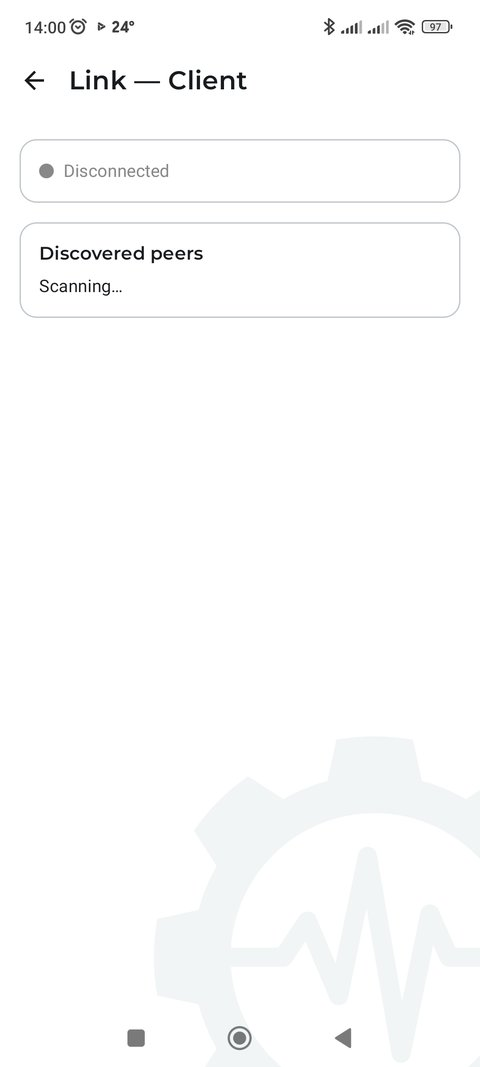 14:00 24°
97
Link — Client
Disconnected
Discovered peers
Scanning...